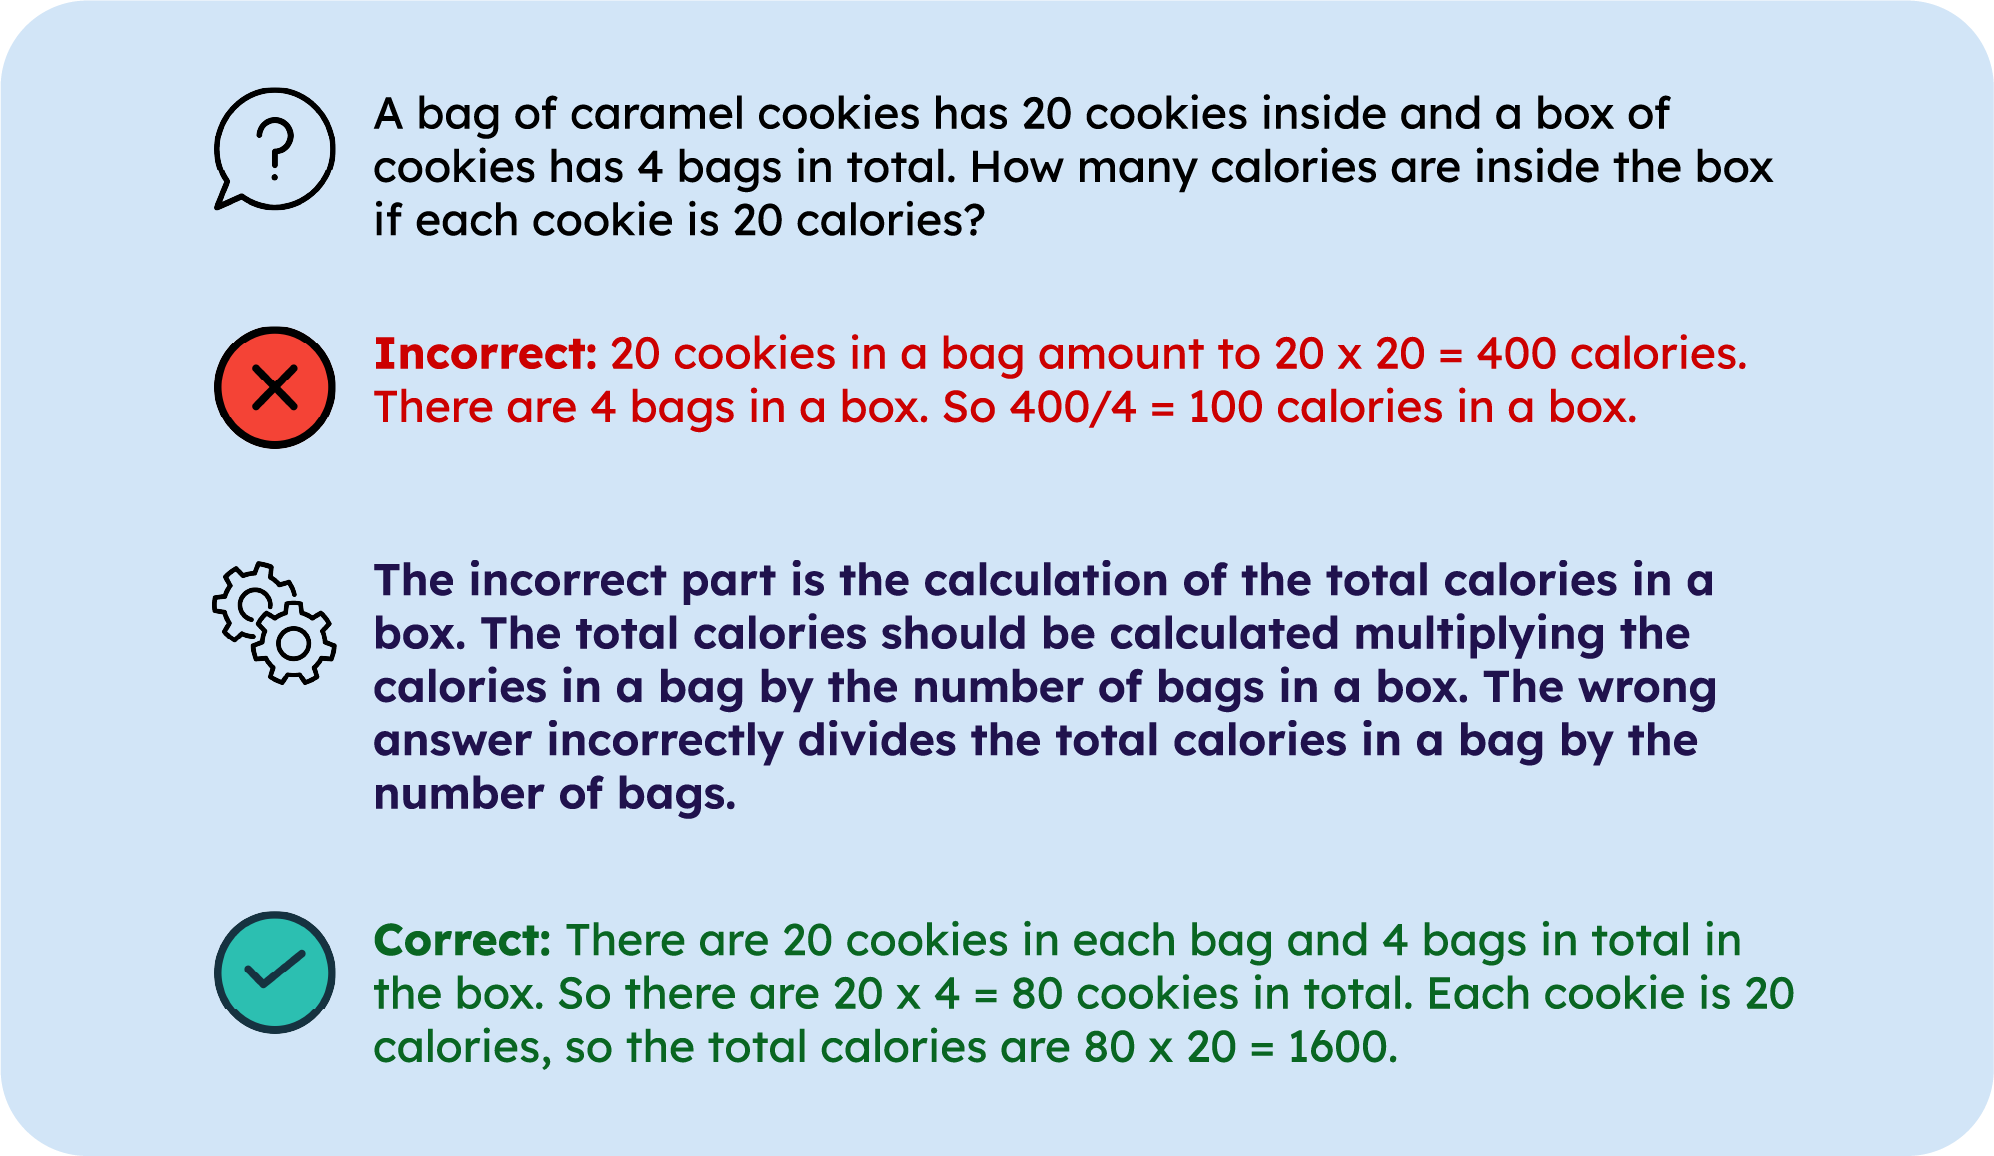 A bag of caramel cookies has 20 cookies inside and a box of
cookies has 4 bags in total. How many calories are inside the box
if each cookie is 20 calories?
Incorrect: 20 cookies in a bag amount to 20 x 20 = 400 calories.
There are 4 bags in a box. So 400/4 = 100 calories in a box.
The incorrect part is the calculation of the total calories in a
box. The total calories should be calculated multiplying the
calories in a bag by the number of bags in a box. The wrong
answer incorrectly divides the total calories in a bag by the
number of bags.
Correct: There are 20 cookies in each bag and 4 bags in total in
the box. So there are 20 x 4 = 80 cookies in total. Each cookie is 20
calories, so the total calories are 80 x 20 = 1600.